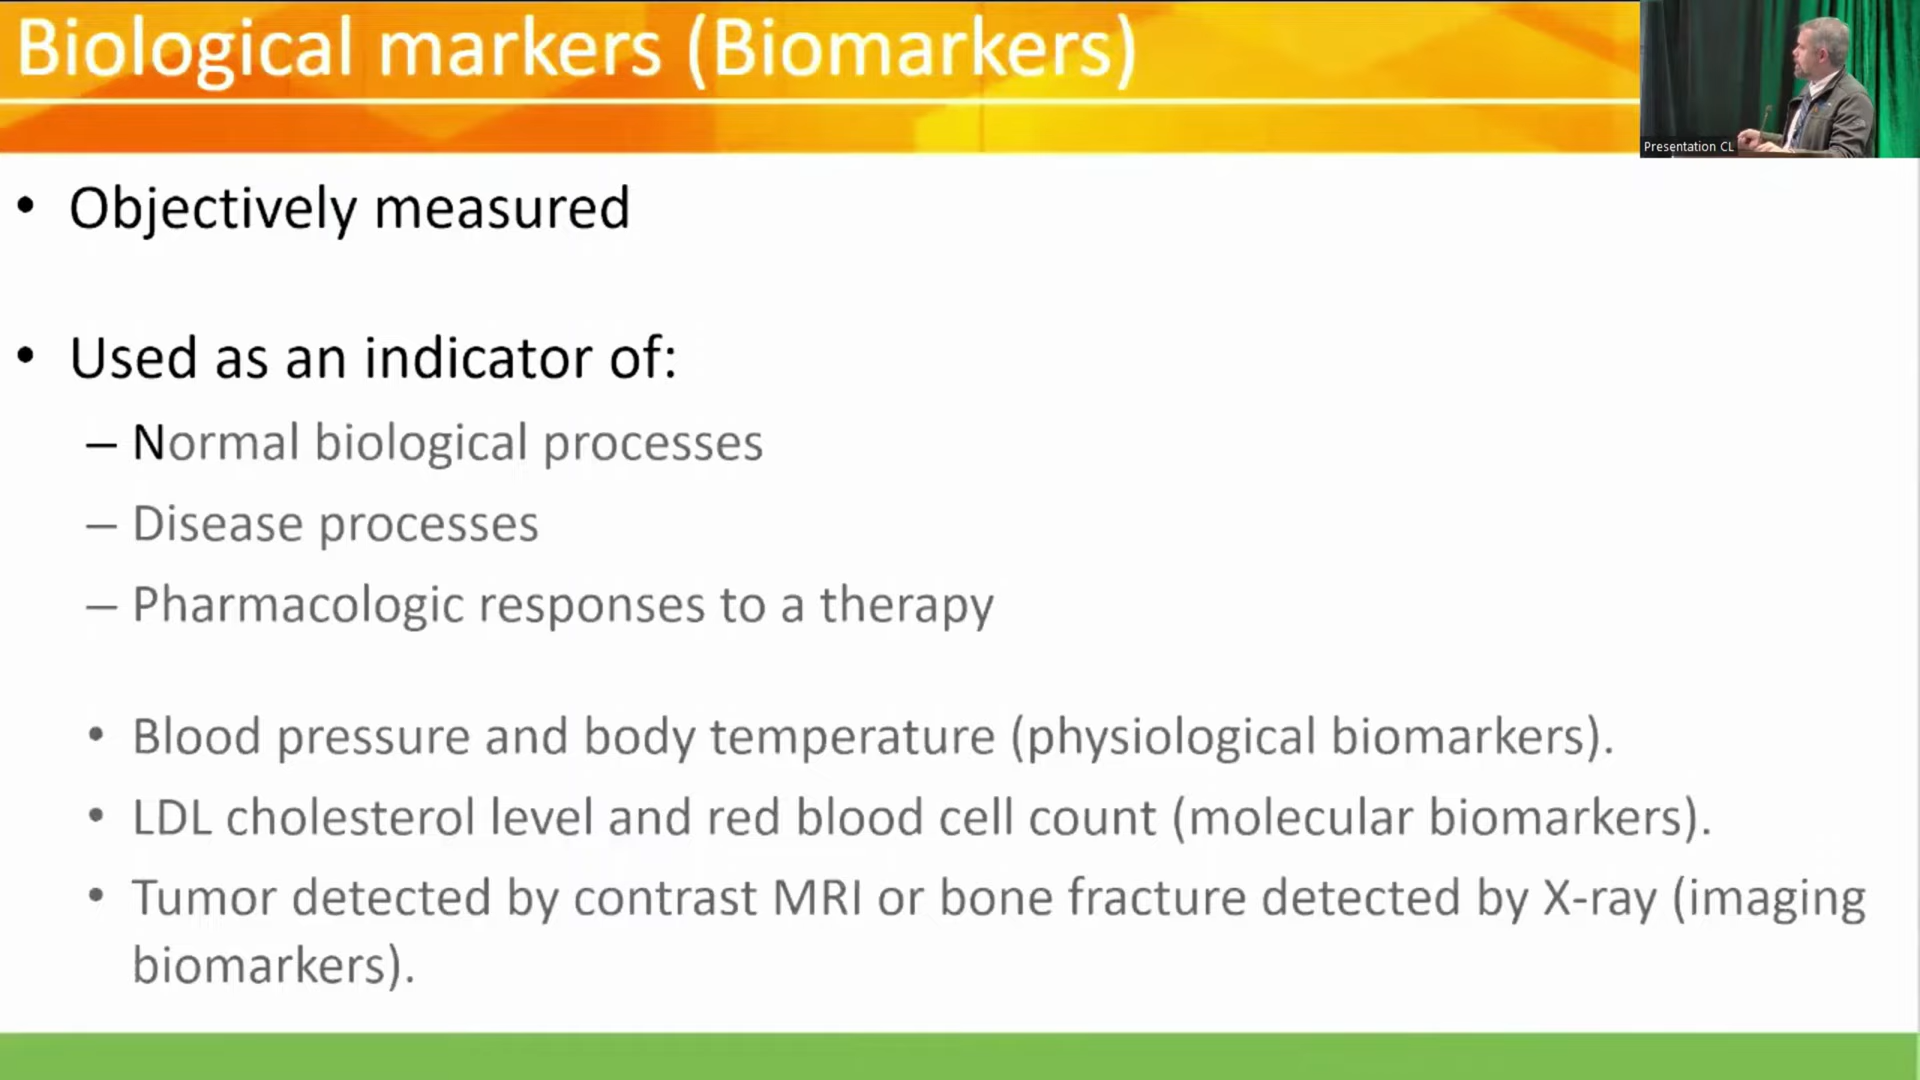 Biological markers (Biomarkers)
Presentation CL
• Objectively measured
• Used as an indicator of:
– Normal biological processes
– Disease processes
– Pharmacologic responses to a therapy
• Blood pressure and body temperature (physiological biomarkers).
• LDL cholesterol level and red blood cell count (molecular biomarkers).
• Tumor detected by contrast MRI or bone fracture detected by X-ray (imaging
biomarkers).